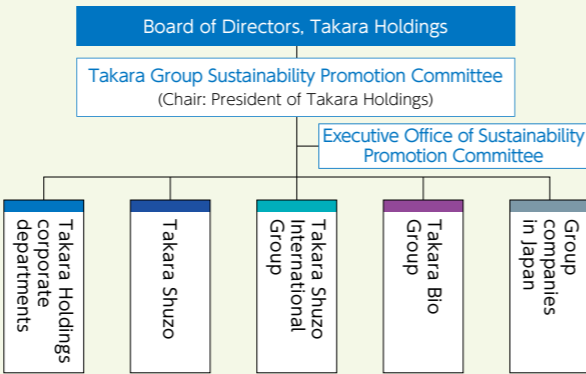 Board of Directors, Takara Holdings
Takara Group Sustainability Promotion Committee
(Chair: President of Takara Holdings)
Executive Office of Sustainability
Promotion Committee
Takara Holdings
corporate
departments
Takara Shuzo
Takara Shuzo
International
Group
Takara Bio
Group
Group
companies
in Japan